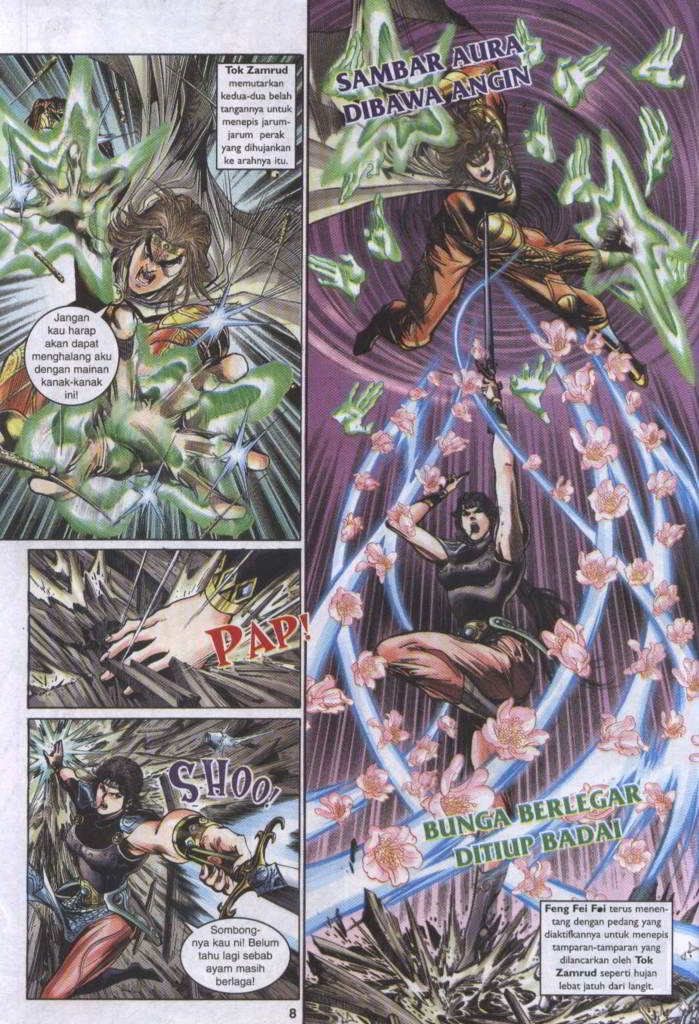 Tok Zamrud
memutarkan
kedua-dua belah
tangannya untuk
menepis jarum-
jarum perak
yang dihujankan
ke arahnya itu.
Jangan
kau harap
akan dapat
menghalang aku
dengan mainan
kanak-kanak
ini!
PAP!
SHOO!
Sombong-
nya kau ni! Belum
tahu lagi sebab
ayam masih
berlaga!
8
SAMBAR AURA
DIBAWA ANGIN
BUNGA BERLEGAR
DITIUP BADAI
Feng Fei Fai terus menen-
tang dengan pedang yang
diaktifkannya untuk menepis
tamparan-tamparan yang
dilancarkan oleh Tok
Zamrud seperti hujan
lebat jatuh dari langit.